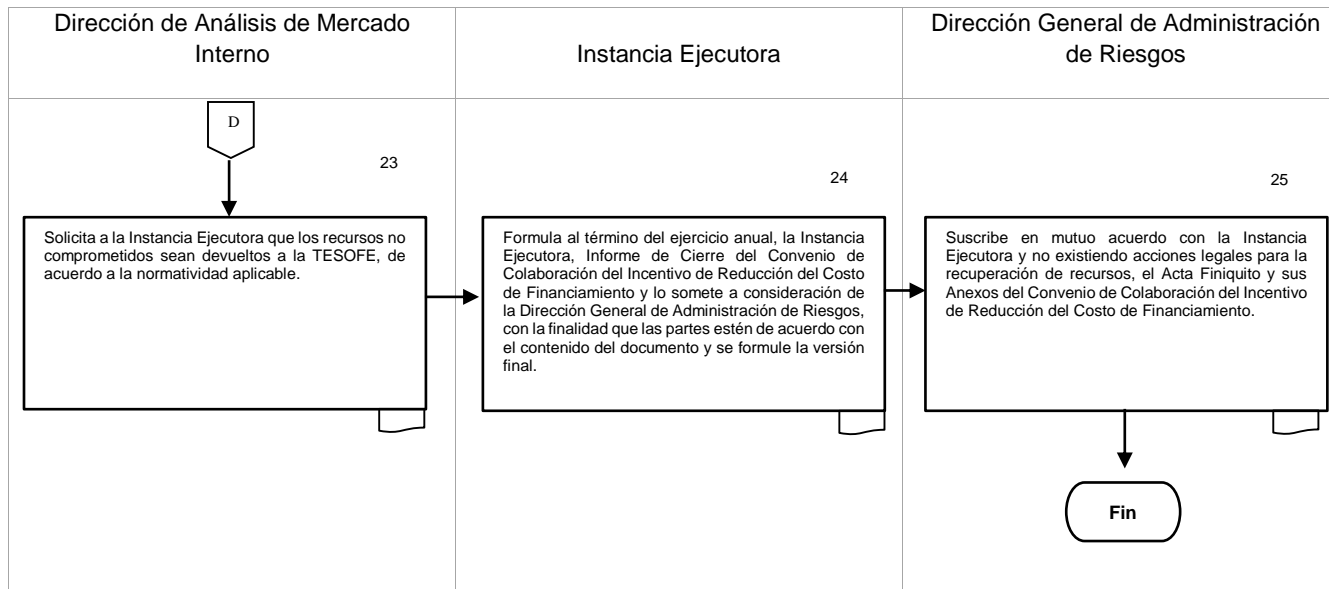 Dirección de Análisis de Mercado
Interno
Instancia Ejecutora
Dirección General de Administración
de Riesgos
D
23
Solicita a la Instancia Ejecutora que los recursos no
comprometidos sean devueltos a la TESOFE, de
acuerdo a la normatividad aplicable.
24
Formula al término del ejercicio anual, la Instancia
Ejecutora, Informe de Cierre del Convenio de
Colaboración del Incentivo de Reducción del Costo
de Financiamiento y lo somete a consideración de
la Dirección General de Administración de Riesgos,
con la finalidad que las partes estén de acuerdo con
el contenido del documento y se formule la versión
final.
25
Suscribe en mutuo acuerdo con la Instancia
Ejecutora y no existiendo acciones legales para la
recuperación de recursos, el Acta Finiquito y sus
Anexos del Convenio de Colaboración del Incentivo
de Reducción del Costo de Financiamiento.
Fin